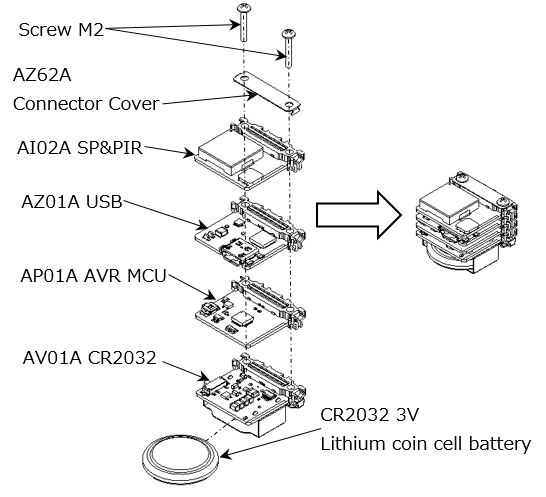 Screw M2
AZ62A
Connector Cover
AI02A SP&PIR
AZ01A USB
AP01A AVR MCU
AV01A CR2032
CR2032 3V
Lithium coin cell battery